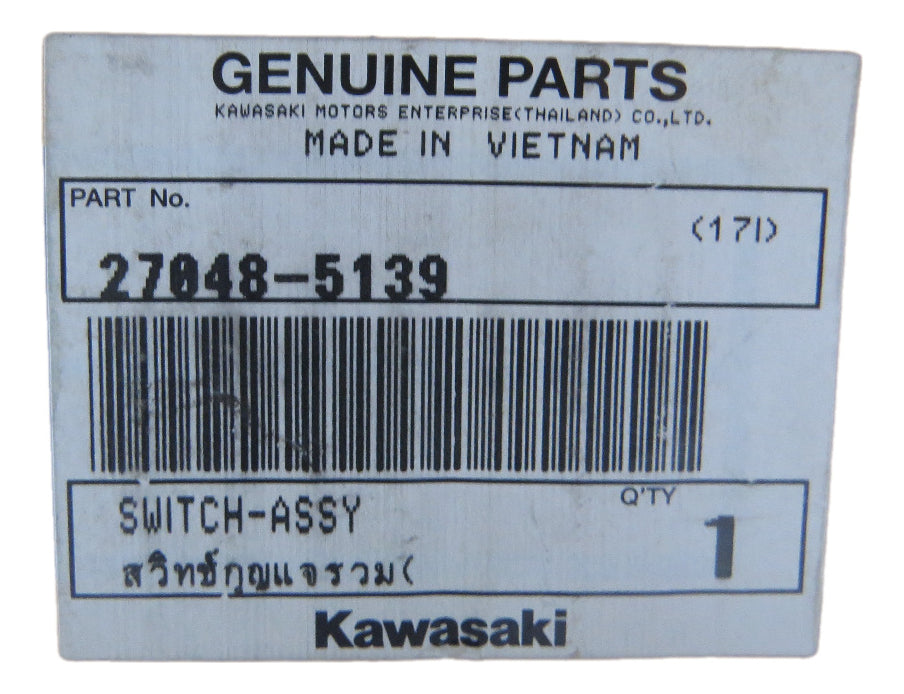 GENUINE PARTS
KAWASAKI MOTORS ENTERPRISE(THAILAND) CO.,LTD.
MADE IN VIETNAM
PART No.
(17I)
27048-5139
SWITCH-ASSY
Q'TY
1
สวิทช์กุญแจรวม(
Kawasaki